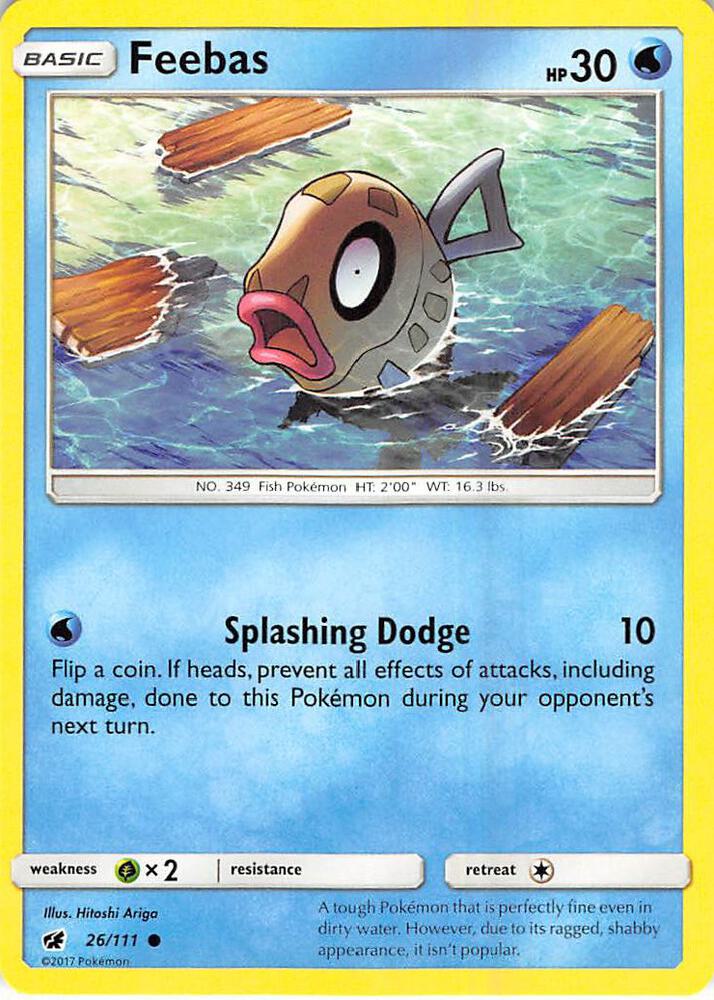 BASIC Feebas HP 30
NO. 349 Fish Pokémon HT: 2'00" WT: 16.3 lbs.
Splashing Dodge 10
Flip a coin. If heads, prevent all effects of attacks, including
damage, done to this Pokémon during your opponent's
next turn.
weakness ×2 resistance retreat
Illus. Hitoshi Ariga
26/111
©2017 Pokémon
A tough Pokémon that is perfectly fine even in
dirty water. However, due to its ragged, shabby
appearance, it isn't popular.